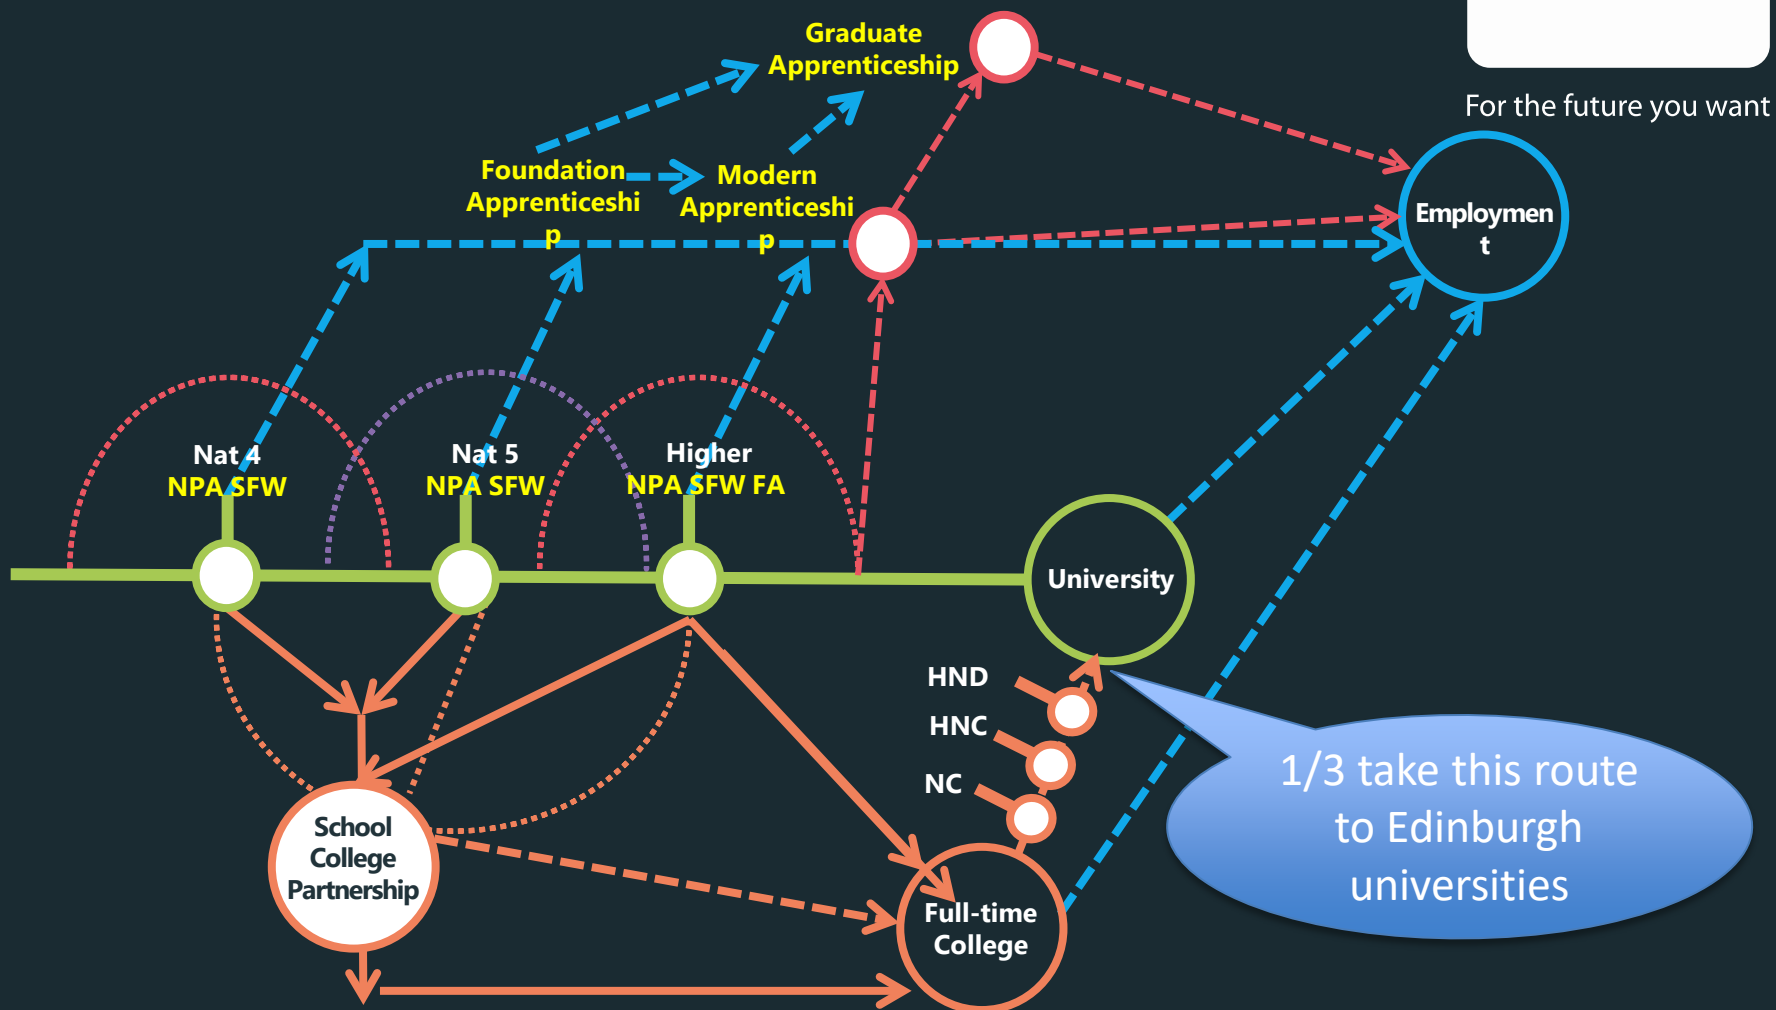 Graduate
Apprenticeship
For the future you want
Foundation
Apprenticeshi
p
Modern
Apprenticeshi
p
Employmen
t
Nat 4
NPA SFW
Nat 5
NPA SFW
Higher
NPA SFW FA
University
HND
HNC
NC
1/3 take this route
to Edinburgh
universities
School
College
Partnership
Full-time
College